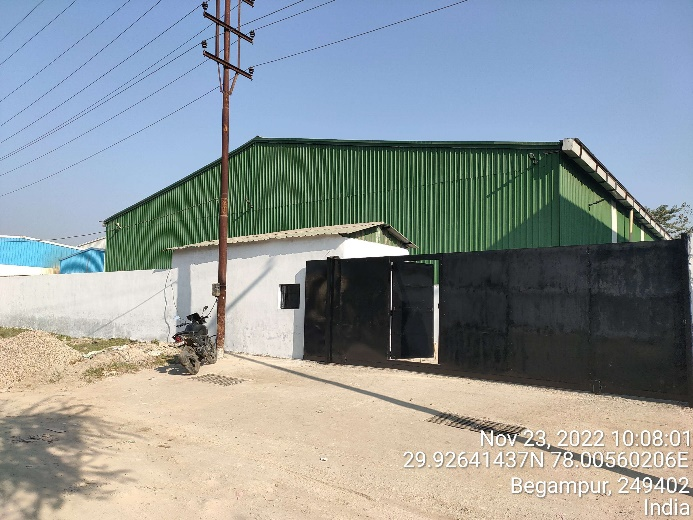 Nov 23, 2022 10:08:01
29.92641437N 78.00560206E
Begampur, 249402
India